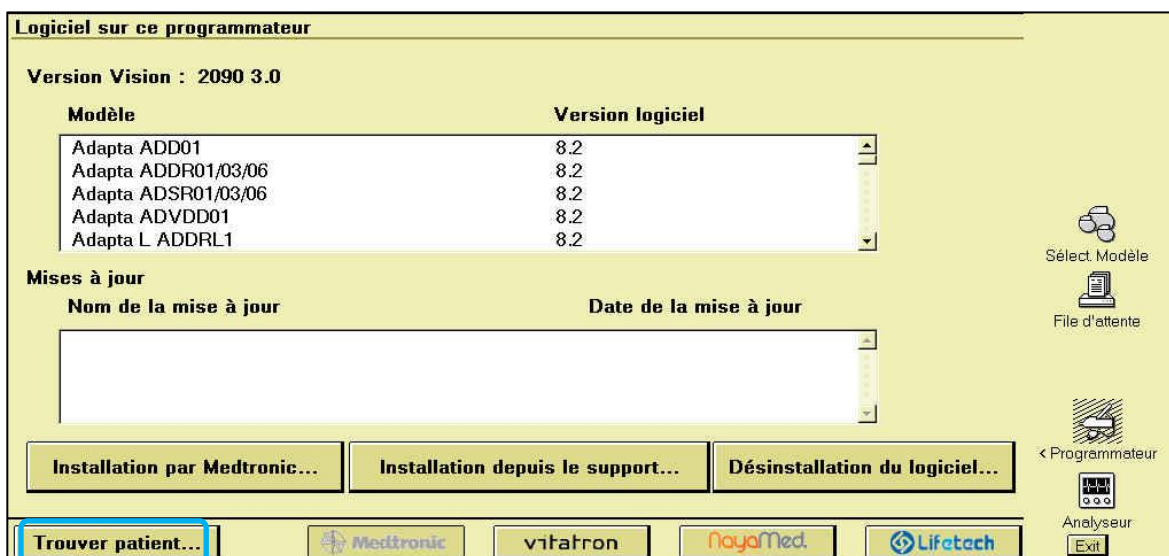 Logiciel sur ce programmateur
Version Vision : 2090 3.0
Modèle Version logiciel
Adapta ADD01 8.2
Adapta ADDR01/03/06 8.2
Adapta ADSR01/03/06 8.2
Adapta ADVDD01 8.2
Adapta L ADDRL1 8.2
Mises à jour
Nom de la mise à jour Date de la mise à jour
Installation par Medtronic... Installation depuis le support... Désinstallation du logiciel...
Trouver patient... Medtronic vitatron NayaMed. Lifetech
Sélect. Modèle
File d'attente
< Programmateur
Analyseur
Exit